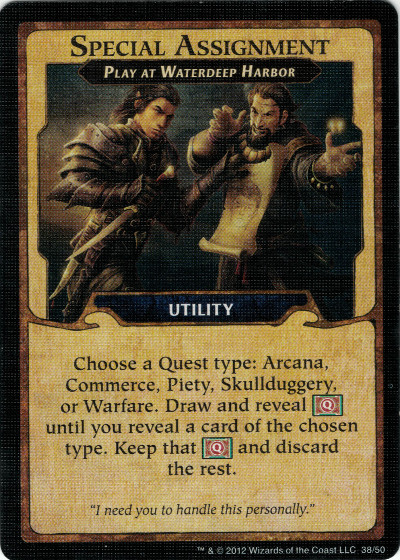 SPECIAL ASSIGNMENT
PLAY AT WATERDEEP HARBOR
UTILITY
Choose a Quest type: Arcana,
Commerce, Piety, Skullduggery,
or Warfare. Draw and reveal Q
until you reveal a card of the chosen
type. Keep that Q and discard
the rest.
"I need you to handle this personally."
™ & © 2012 Wizards of the Coast LLC 38/50